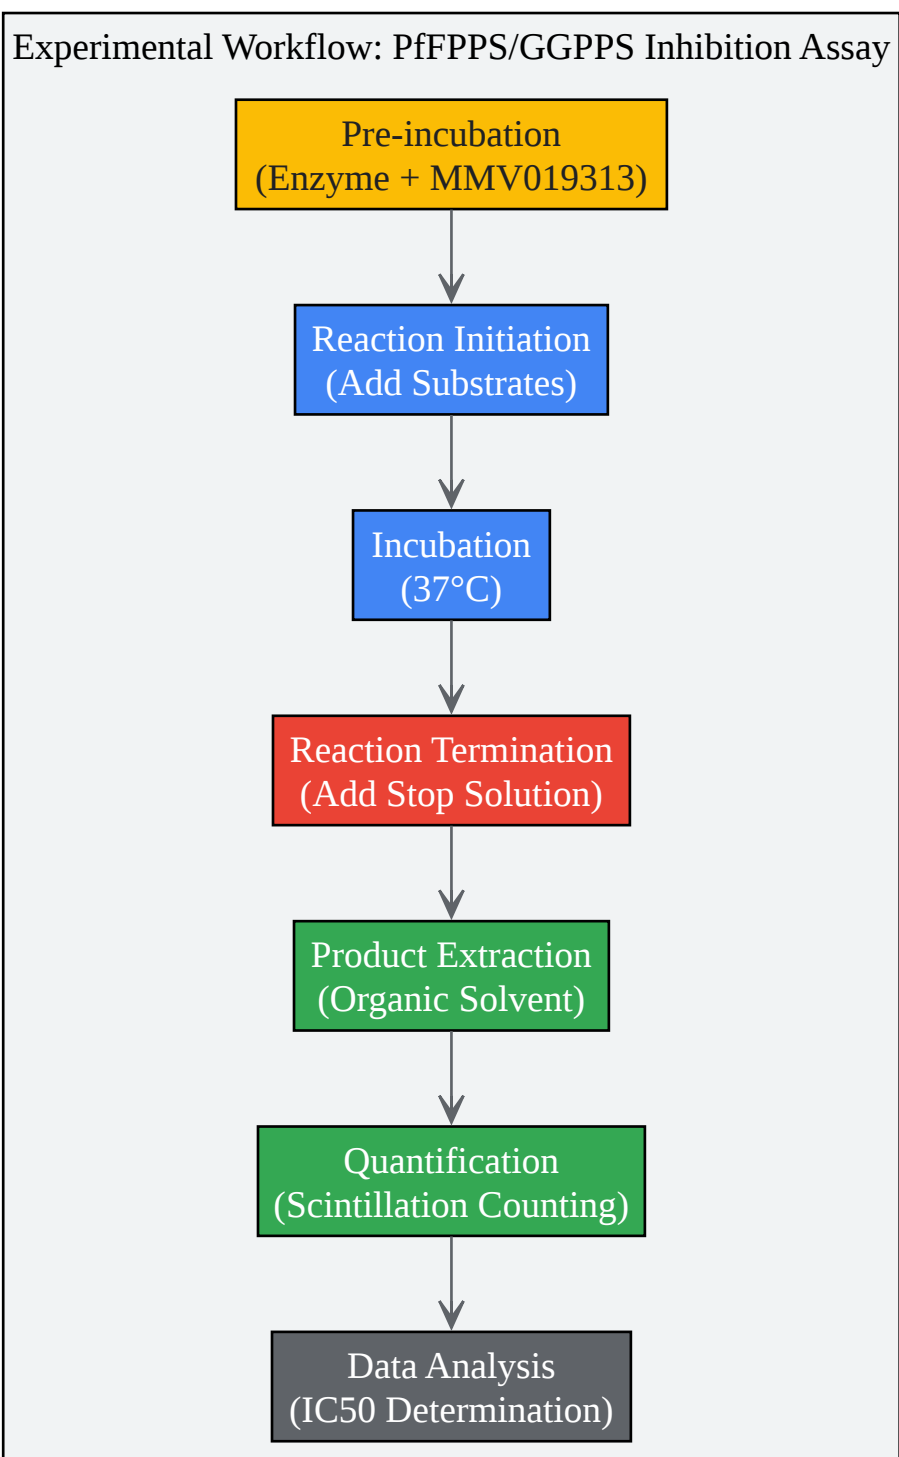 Experimental Workflow: PfFPPS/GGPPS Inhibition Assay
Pre-incubation
(Enzyme + MMV019313)
Reaction Initiation
(Add Substrates)
Incubation
(37°C)
Reaction Termination
(Add Stop Solution)
Product Extraction
(Organic Solvent)
Quantification
(Scintillation Counting)
Data Analysis
(IC50 Determination)